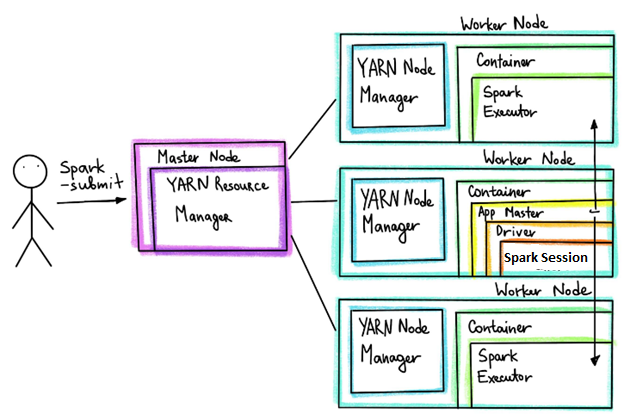 Spark
-submit
Master Node
YARN Resource
Manager
Worker Node
YARN Node
Manager
Container
Spark
Executor
Worker Node
YARN Node
Manager
Container
App Master
Driver
Spark Session
Worker Node
YARN Node
Manager
Container
Spark
Executor